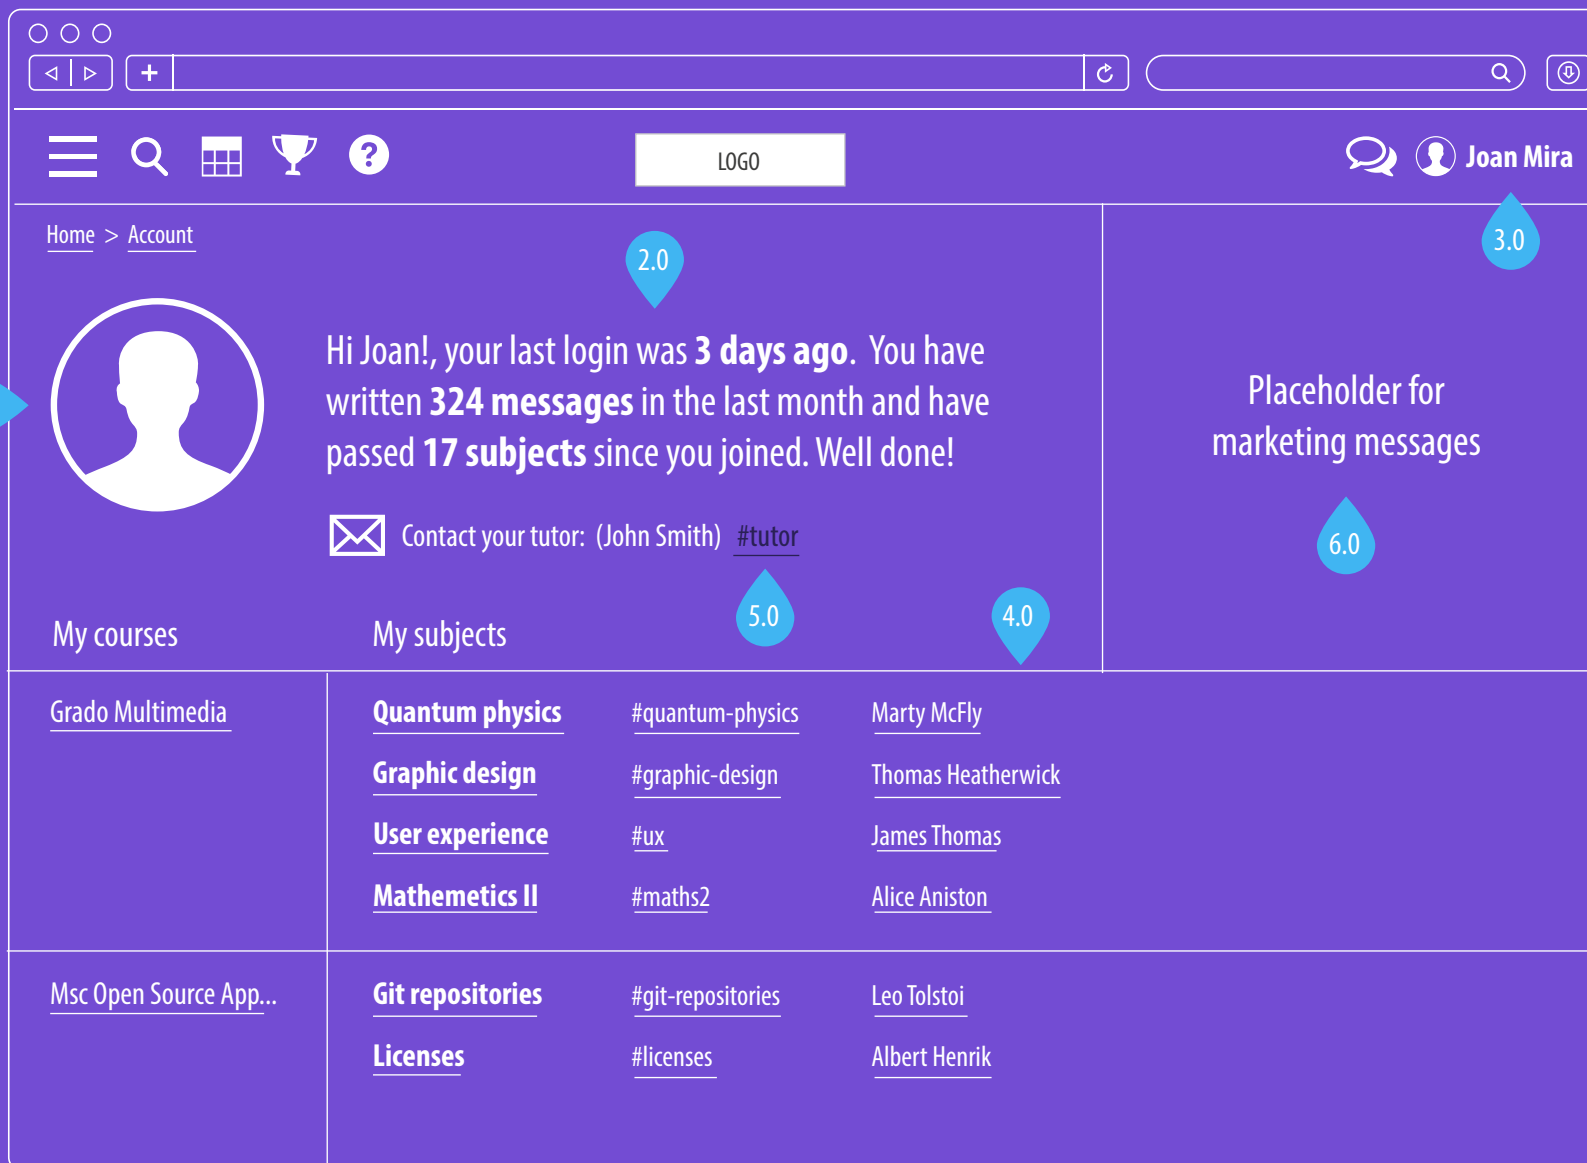 LOGO
Joan Mira
3.0
Home > Account
2.0
Hi Joan!, your last login was 3 days ago. You have
written 324 messages in the last month and have
passed 17 subjects since you joined. Well done!
Contact your tutor: (John Smith) #tutor
5.0
4.0
Placeholder for
marketing messages
6.0
My courses My subjects
Grado Multimedia Quantum physics #quantum-physics Marty McFly
Graphic design #graphic-design Thomas Heatherwick
User experience #ux James Thomas
Mathemetics II #maths2 Alice Aniston
Msc Open Source App... Git repositories #git-repositories Leo Tolstoi
Licenses #licenses Albert Henrik